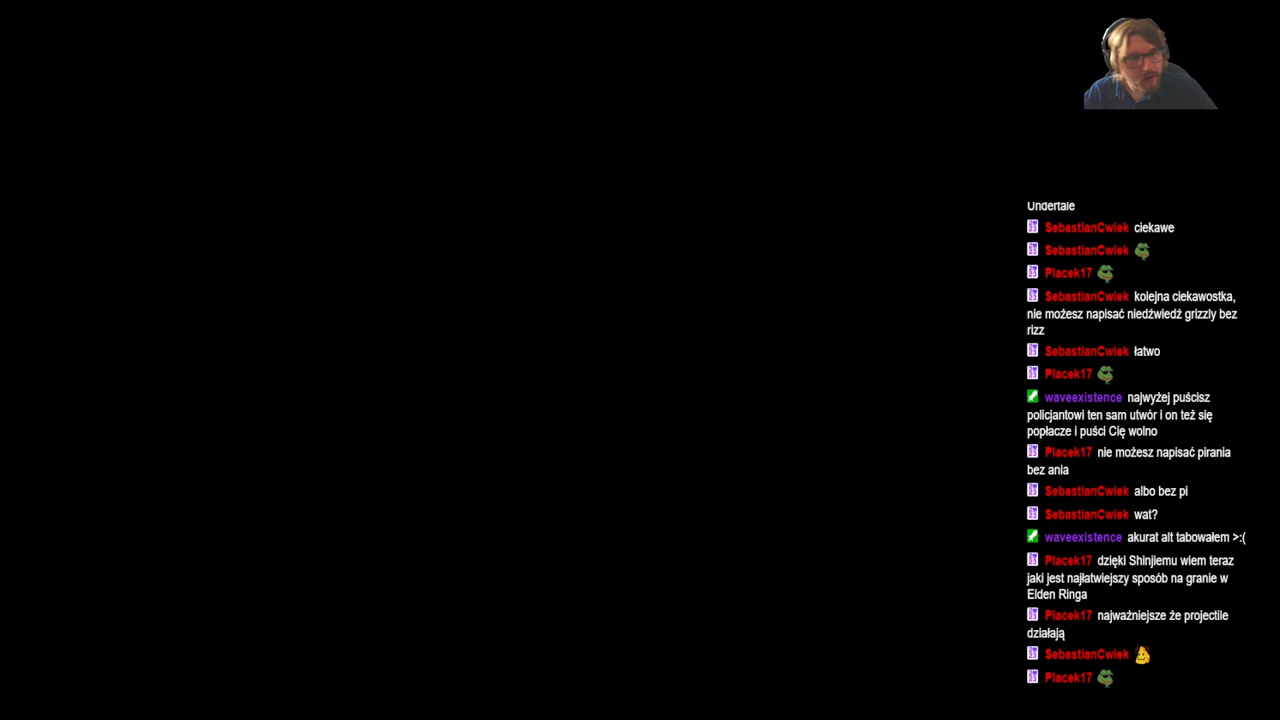 Undertale
SebastianCwiek ciekawe
SebastianCwiek
Placek17
SebastianCwiek kolejna ciekawostka,
nie możesz napisać niedźwiedź grizzly bez
rizz
SebastianCwiek łatwo
Placek17
waveexistence najwyżej puścisz
policjantowi ten sam utwór i on też się
popłacze i puści Cię wolno
Placek17 nie możesz napisać pirania
bez ania
SebastianCwiek albo bez pi
SebastianCwiek wat?
waveexistence akurat alt tabowałem >:(
Placek17 dzięki Shinjiemu wiem teraz
jaki jest najłatwiejszy sposób na granie w
Elden Ringa
Placek17 najważniejsze że projectile
działają
SebastianCwiek
Placek17